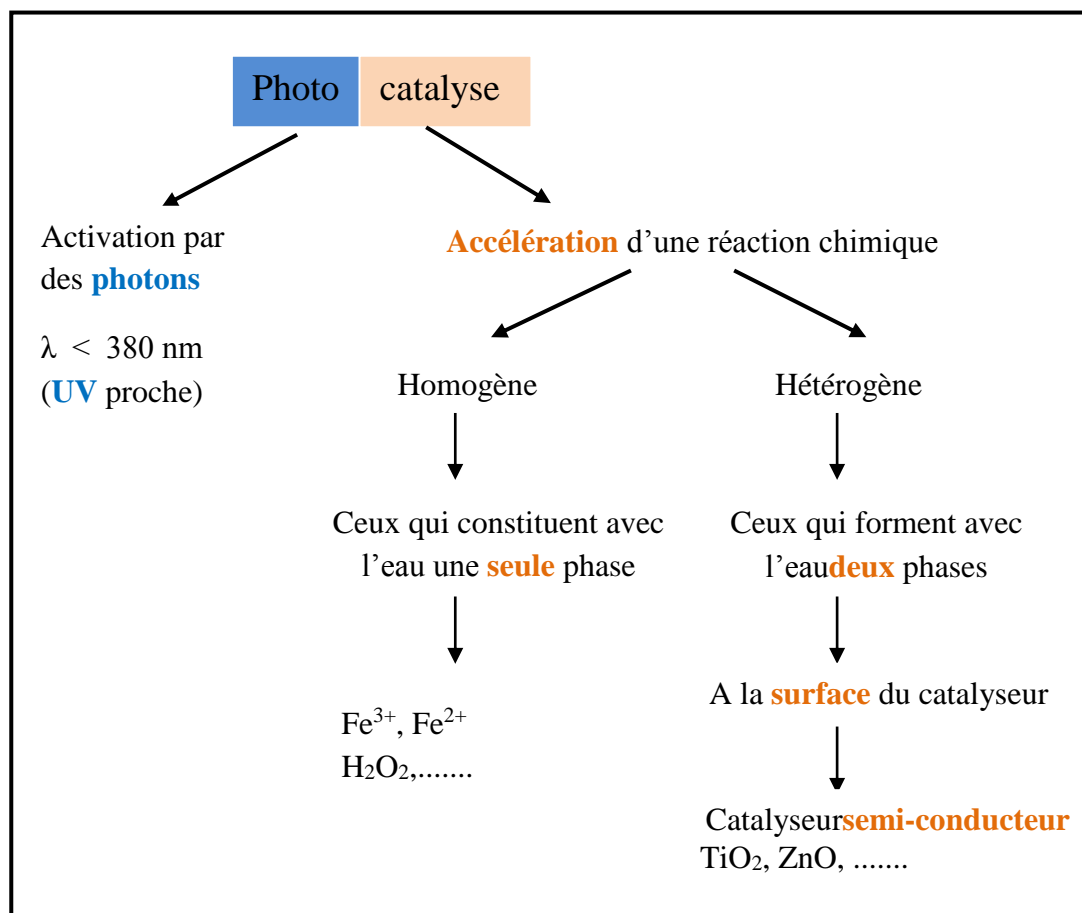 Photo catalyse
Activation par
des photons
λ < 380 nm
(UV proche)
Accélération d’une réaction chimique
Homogène
Ceux qui constituent avec
l’eau une seule phase
Fe³⁺, Fe²⁺
H₂O₂,.......
Hétérogène
Ceux qui forment avec
l’eaudeux phases
A la surface du catalyseur
Catalyseursemi-conducteur
TiO₂, ZnO, .......